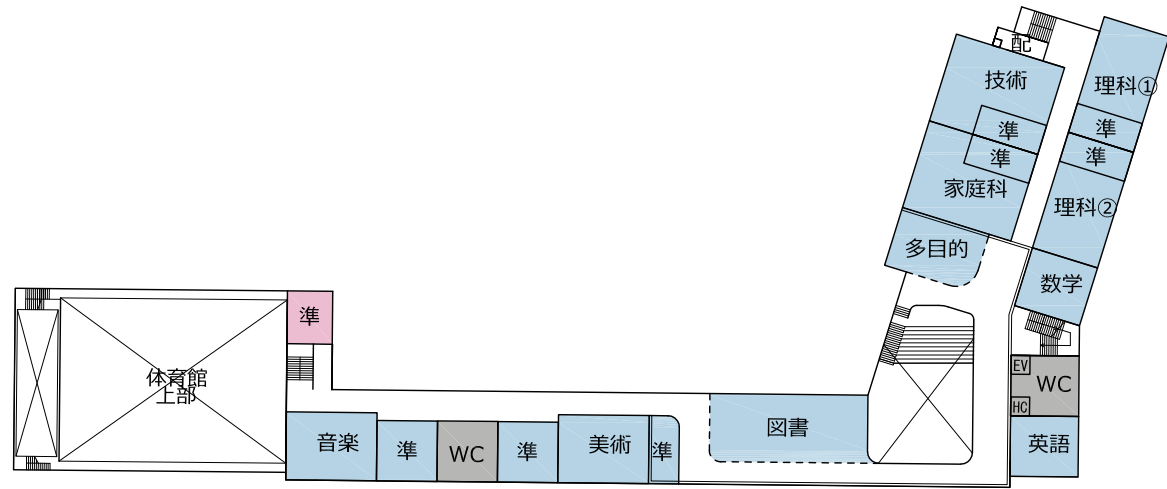 配
技術
理科①
準
準
準
準
家庭科
理科②
多目的
数学
準
体育館
上部
EV
WC
HC
音楽
準
WC
準
美術
準
図書
英語